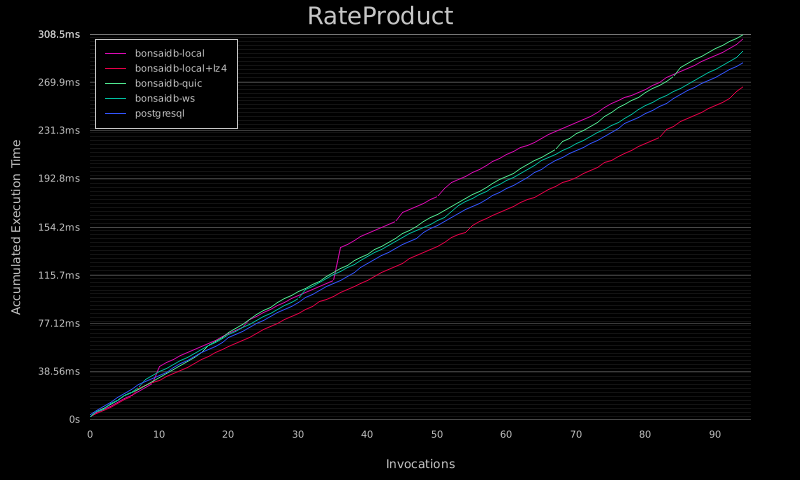 RateProduct
308.5ms
269.9ms
231.3ms
192.8ms
154.2ms
115.7ms
77.12ms
38.56ms
0s
Accumulated Execution Time
bonsaidb-local
bonsaidb-local+lz4
bonsaidb-quic
bonsaidb-ws
postgresql
0 10 20 30 40 50 60 70 80 90
Invocations